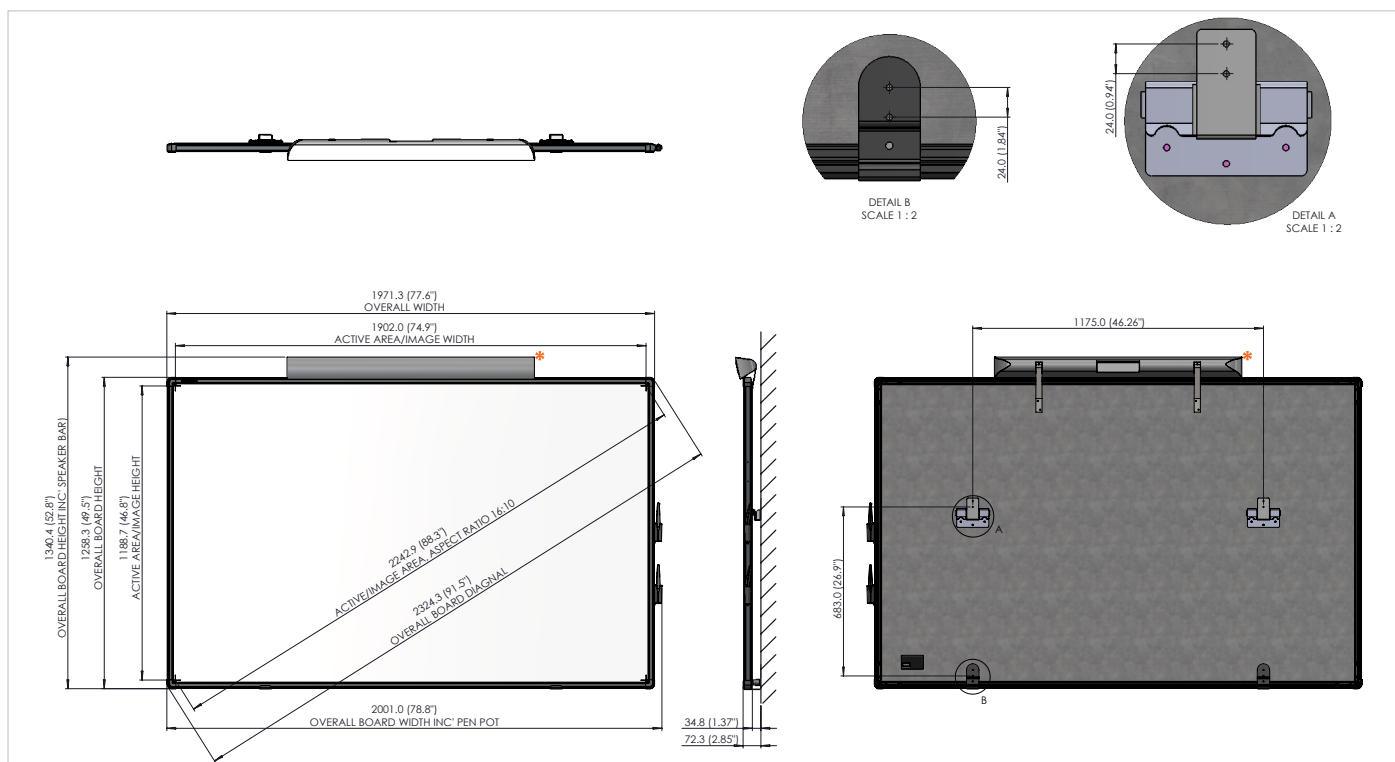 24.0 (1.84")
DETAIL B
SCALE 1 : 2
24.0 (0.94")
DETAIL A
SCALE 1 : 2
1971.3 (77.6")
OVERALL WIDTH
1902.0 (74.9")
ACTIVE AREA/IMAGE WIDTH
*
1340.4 (52.8")
OVERALL BOARD HEIGHT INC' SPEAKER BAR)
1258.3 (49.5")
OVERALL BOARD HEIGHT
1188.7 (46.8")
ACTIVE AREA/IMAGE HEIGHT
2242.9 (88.3")
ACTIVE/IMAGE AREA, ASPECT RATIO 16:10
2324.3 (91.5")
OVERALL BOARD DIAGNAL
2001.0 (78.8")
OVERALL BOARD WIDTH INC' PEN POT
34.8 (1.37")
72.3 (2.85")
1175.0 (46.26")
*
683.0 (26.9")
A
B